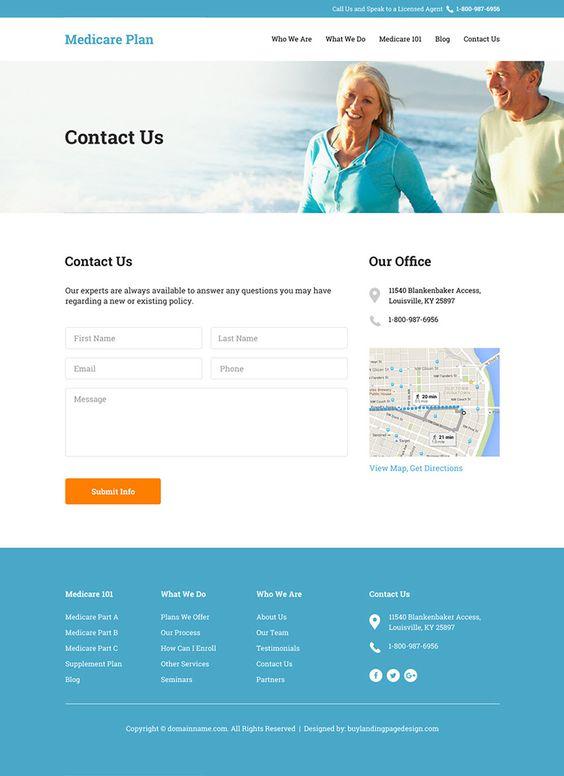 Call Us and Speak to a Licensed Agent 1-800-987-6956
Medicare Plan
Who We Are What We Do Medicare 101 Blog Contact Us
Contact Us
Contact Us
Our experts are always available to answer any questions you may have
regarding a new or existing policy.
First Name Last Name
Email Phone
Message
Submit Info
Our Office
11540 Blankenbaker Access,
Louisville, KY 25897
1-800-987-6956
20 min
21 min
View Map, Get Directions
Medicare 101
Medicare Part A
Medicare Part B
Medicare Part C
Supplement Plan
Blog
What We Do
Plans We Offer
Our Process
How Can I Enroll
Other Services
Seminars
Who We Are
About Us
Our Team
Testimonials
Contact Us
Partners
Contact Us
11540 Blankenbaker Access,
Louisville, KY 25897
1-800-987-6956
Copyright © domainname.com. All Rights Reserved | Designed by: buylandingpagedesign.com